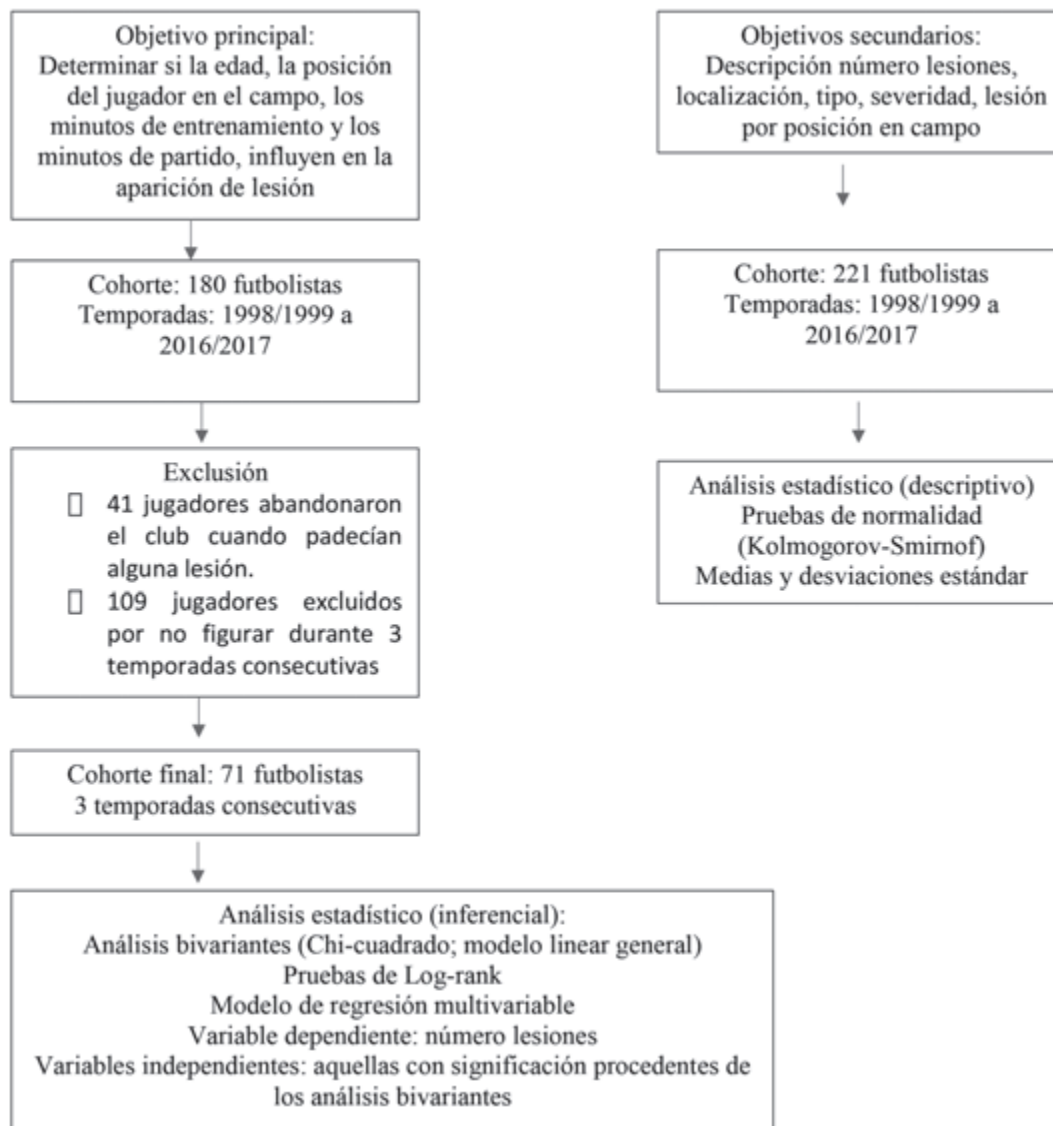 Objetivo principal:
Determinar si la edad, la posición
del jugador en el campo, los
minutos de entrenamiento y los
minutos de partido, influyen en la
aparición de lesión
Objetivos secundarios:
Descripción número lesiones,
localización, tipo, severidad, lesión
por posición en campo
Cohorte: 180 futbolistas
Temporadas: 1998/1999 a
2016/2017
Cohorte: 221 futbolistas
Temporadas: 1998/1999 a
2016/2017
Exclusión
41 jugadores abandonaron
el club cuando padecían
alguna lesión.
109 jugadores excluidos
por no figurar durante 3
temporadas consecutivas
Análisis estadístico (descriptivo)
Pruebas de normalidad
(Kolmogorov-Smirnof)
Medias y desviaciones estándar
Cohorte final: 71 futbolistas
3 temporadas consecutivas
Análisis estadístico (inferencial):
Análisis bivariantes (Chi-cuadrado; modelo linear general)
Pruebas de Log-rank
Modelo de regresión multivariable
Variable dependiente: número lesiones
Variables independientes: aquellas con significación procedentes de
los análisis bivariantes